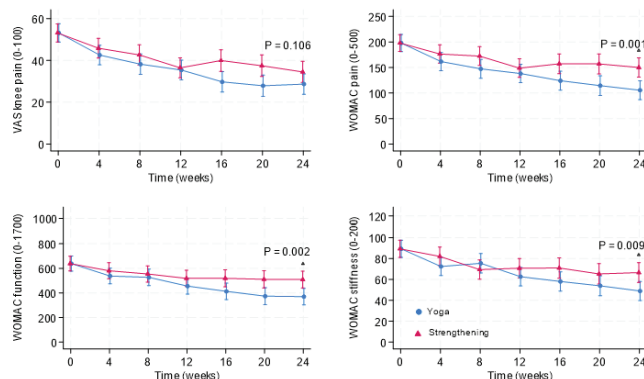 VAS knee pain (0-100)
60
40
20
0
P = 0.106
0 4 8 12 16 20 24
Time (weeks)
WOMAC pain (0-500)
250
200
150
100
50
0
P = 0.001
0 4 8 12 16 20 24
Time (weeks)
WOMAC function (0-1700)
1000
800
600
400
200
0
P = 0.002
0 4 8 12 16 20 24
Time (weeks)
WOMAC stiffness (0-200)
120
100
80
60
40
20
0
P = 0.009
Yoga
Strengthening
0 4 8 12 16 20 24
Time (weeks)